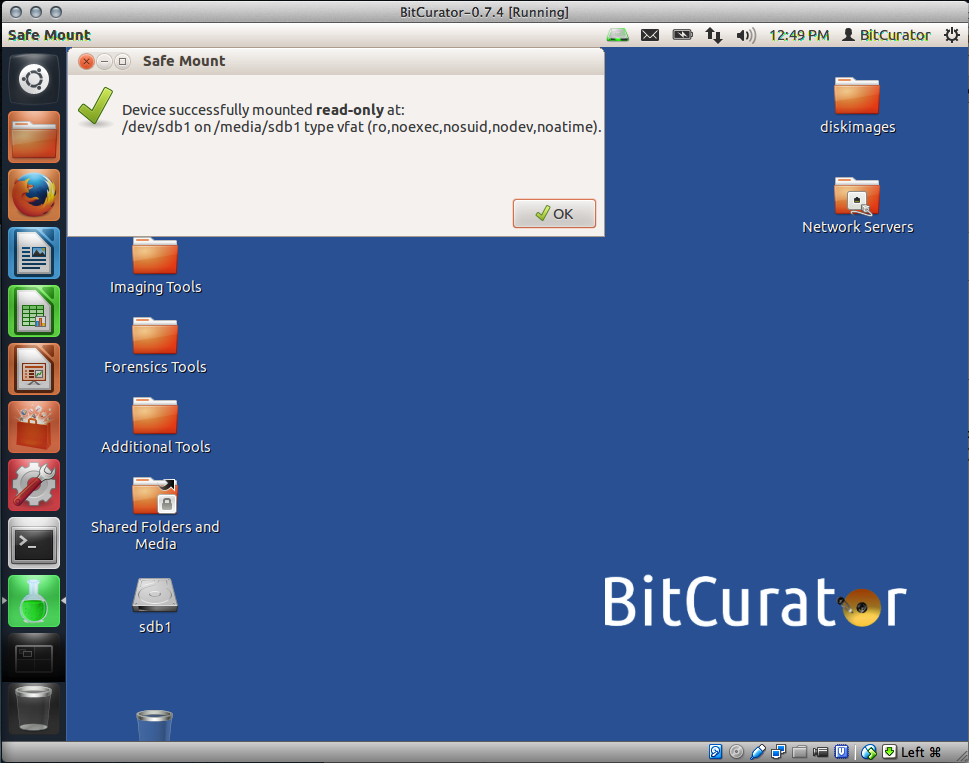 BitCurator-0.7.4 [Running]
Safe Mount
12:49 PM
BitCurator
Safe Mount
Device successfully mounted read-only at:
/dev/sdb1 on /media/sdb1 type vfat (ro,noexec,nosuid,nodev,noatime).
OK
diskimages
Network Servers
Imaging Tools
Forensics Tools
Additional Tools
Shared Folders and
Media
sdb1
BitCurator
Left ⌘